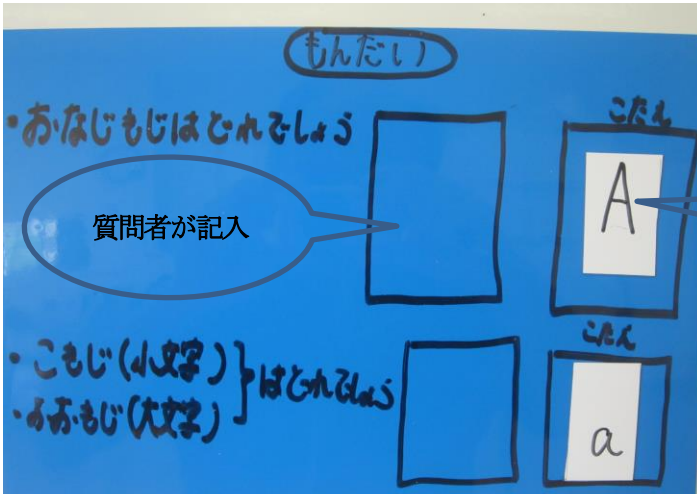 もんだい
・おなじもじはどれでしょう
こたえ
A
質問者が記入
・こもじ(小文字)
・おおもじ(大文字)
はどれでしょう
こたえ
a